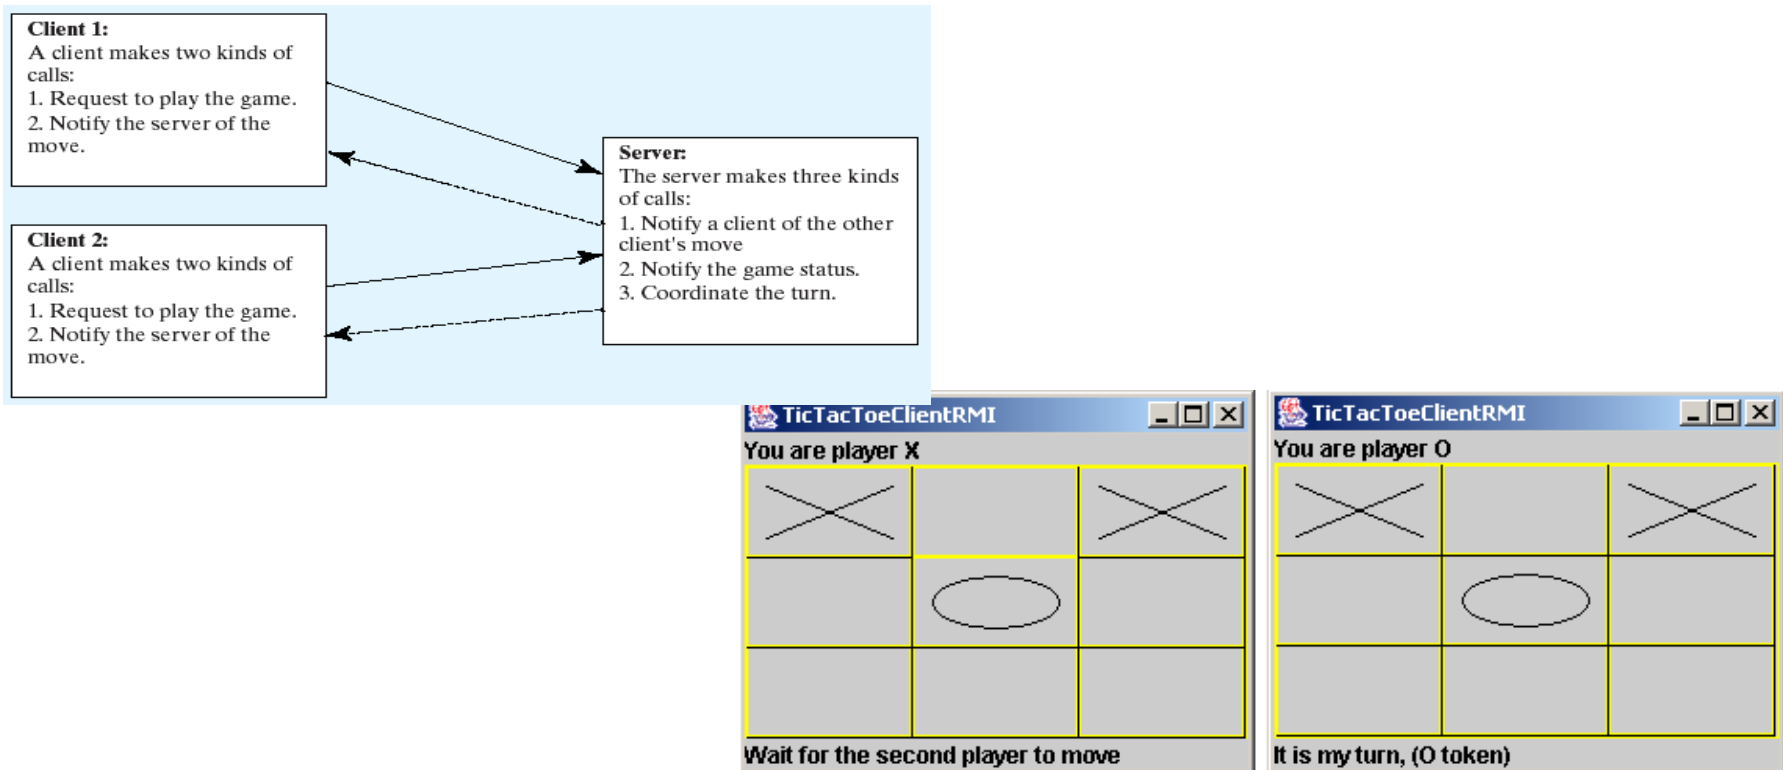 Client 1:
A client makes two kinds of
calls:
1. Request to play the game.
2. Notify the server of the
move.
Server:
The server makes three kinds
of calls:
1. Notify a client of the other
client's move
2. Notify the game status.
3. Coordinate the turn.
Client 2:
A client makes two kinds of
calls:
1. Request to play the game.
2. Notify the server of the
move.
TicTacToeClientRMI
You are player X
Wait for the second player to move
TicTacToeClientRMI
You are player O
It is my turn, (O token)